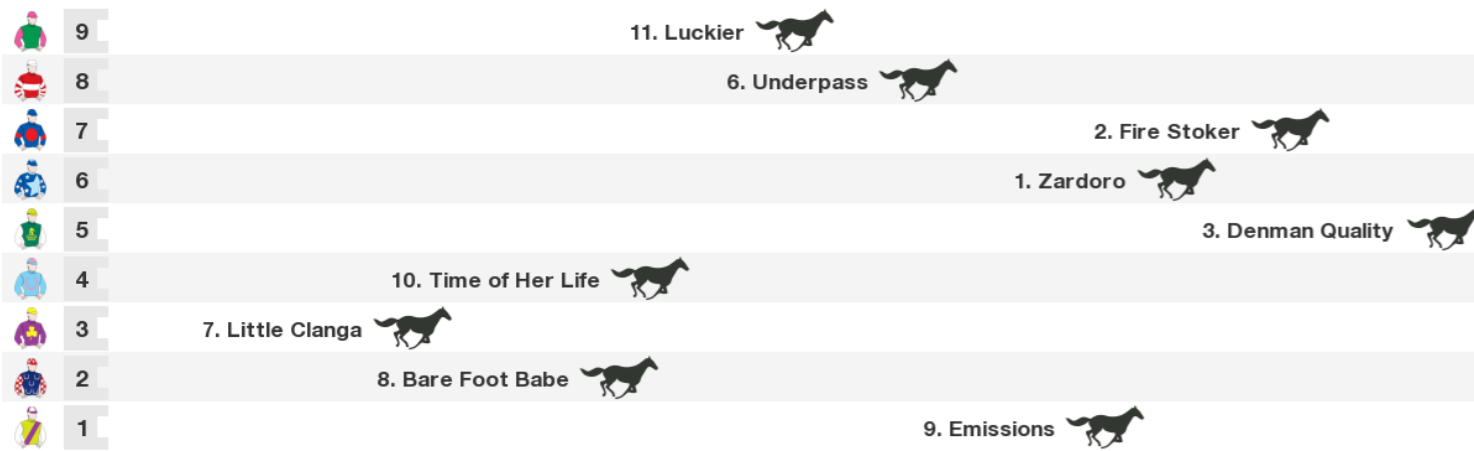 9 11. Luckier
8 6. Underpass
7 2. Fire Stoker
6 1. Zardoro
5 3. Denman Quality
4 10. Time of Her Life
3 7. Little Clanga
2 8. Bare Foot Babe
1 9. Emissions